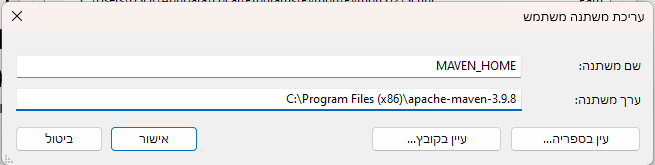 עריכת משתנה משתמש
שם משתנה:
MAVEN_HOME
ערך משתנה:
C:\Program Files (x86)\apache-maven-3.9.8
עין בספריה...
עיין בקובץ...
אישור
ביטול